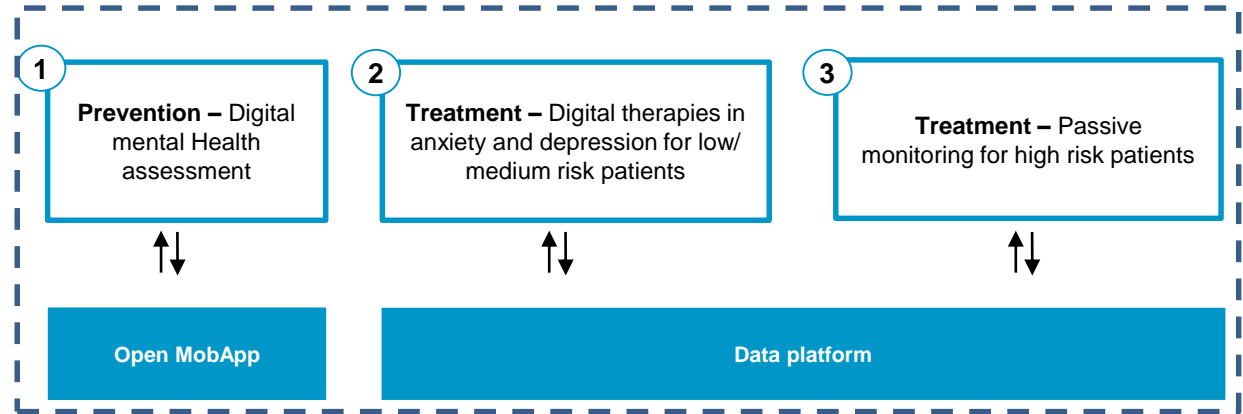 1
Prevention – Digital
mental Health
assessment
2
Treatment – Digital therapies in
anxiety and depression for low/
medium risk patients
3
Treatment – Passive
monitoring for high risk patients
Open MobApp
Data platform